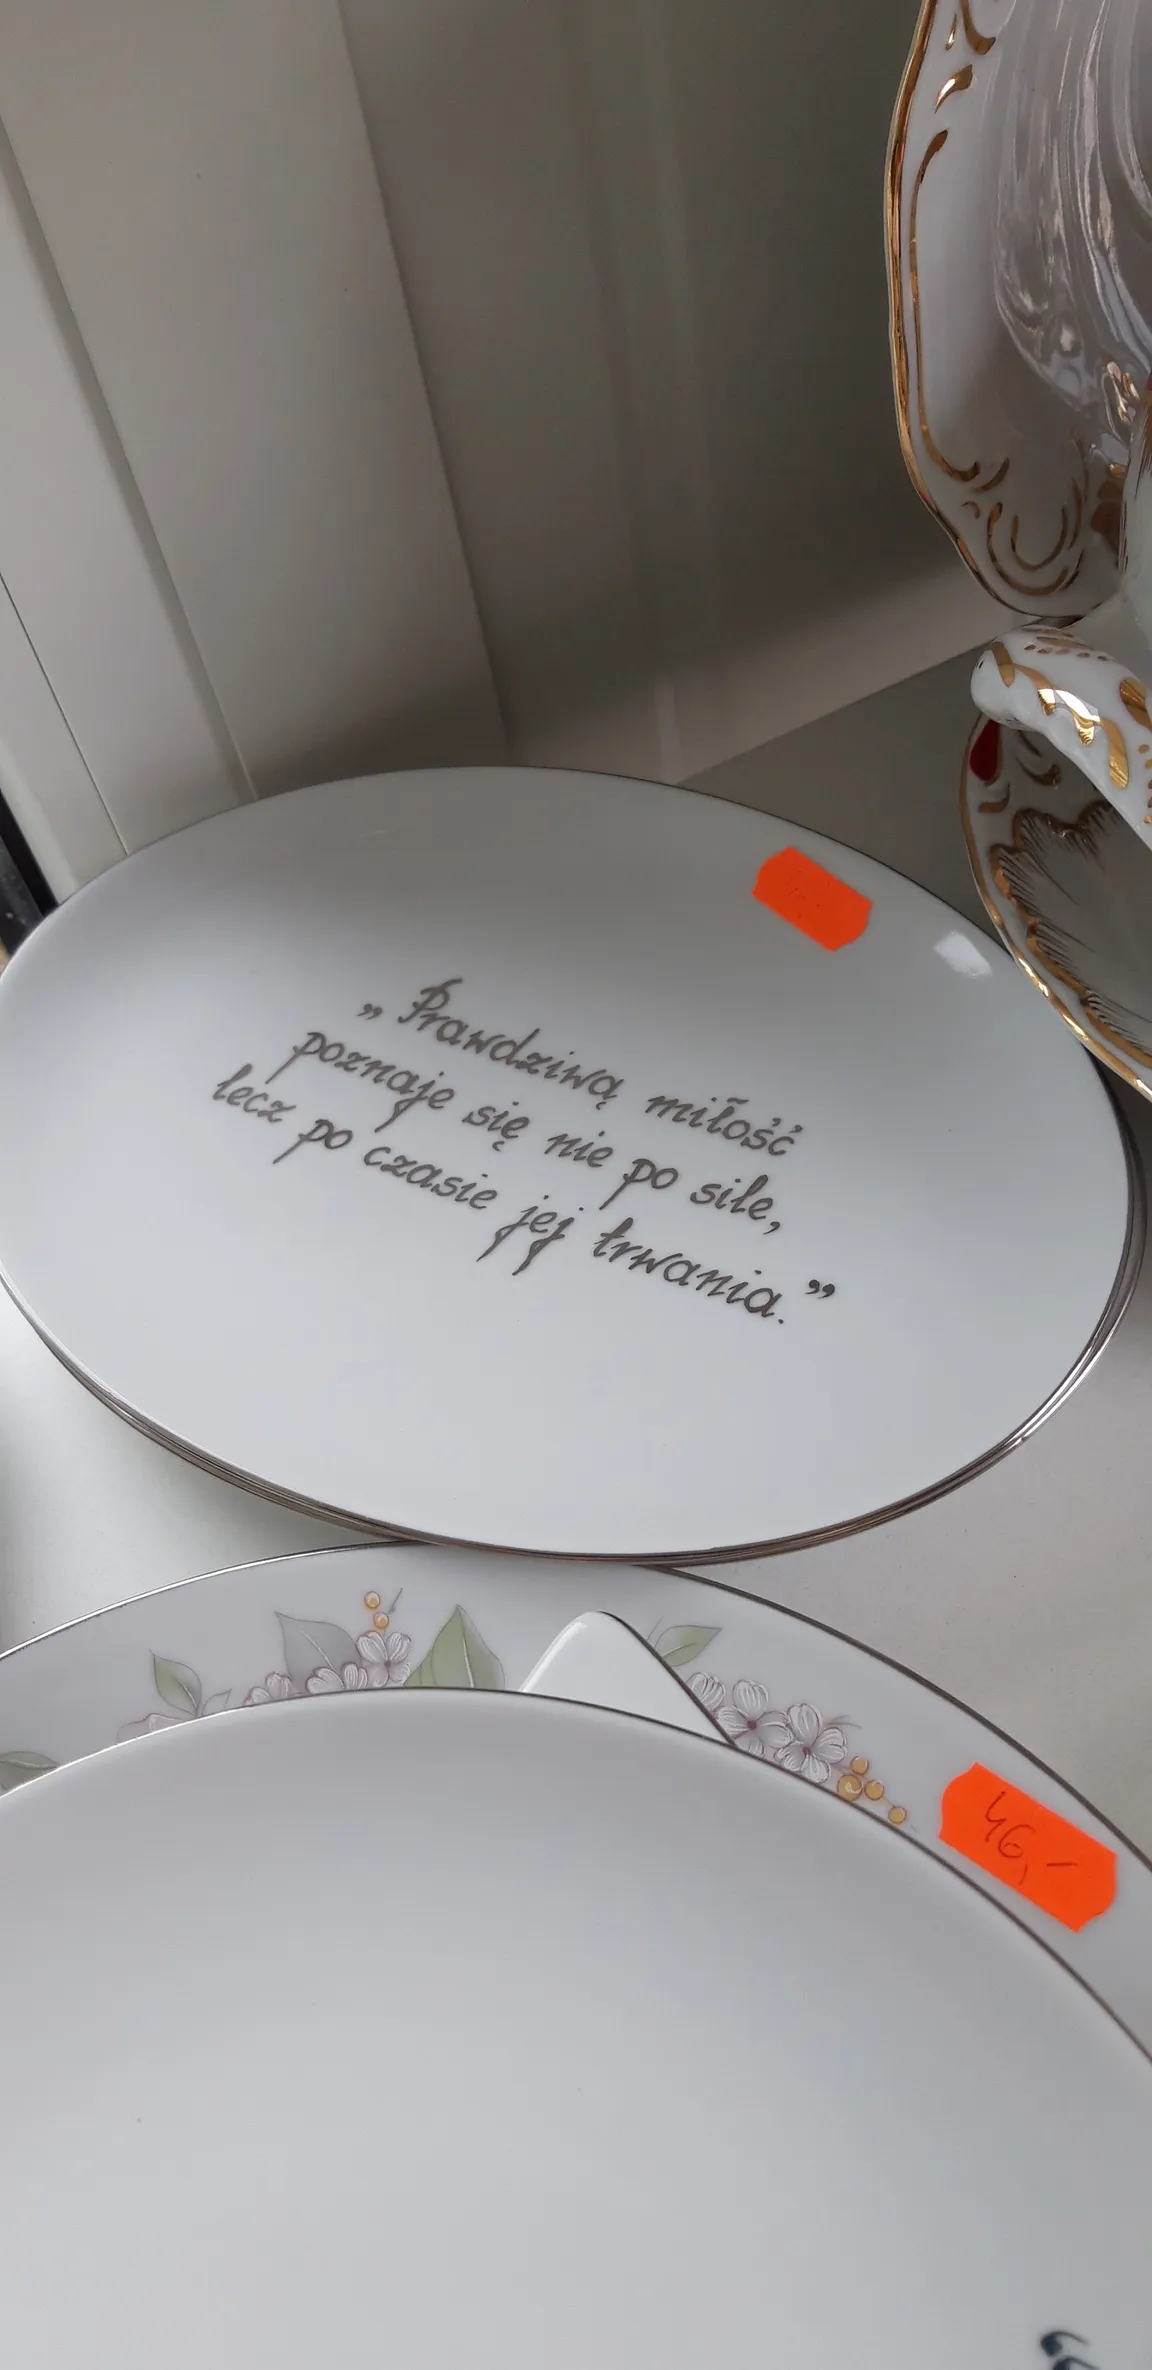 „Prawdziwą miłość
poznaje się nie po sile,
lecz po czasie jej trwania.”
46,-